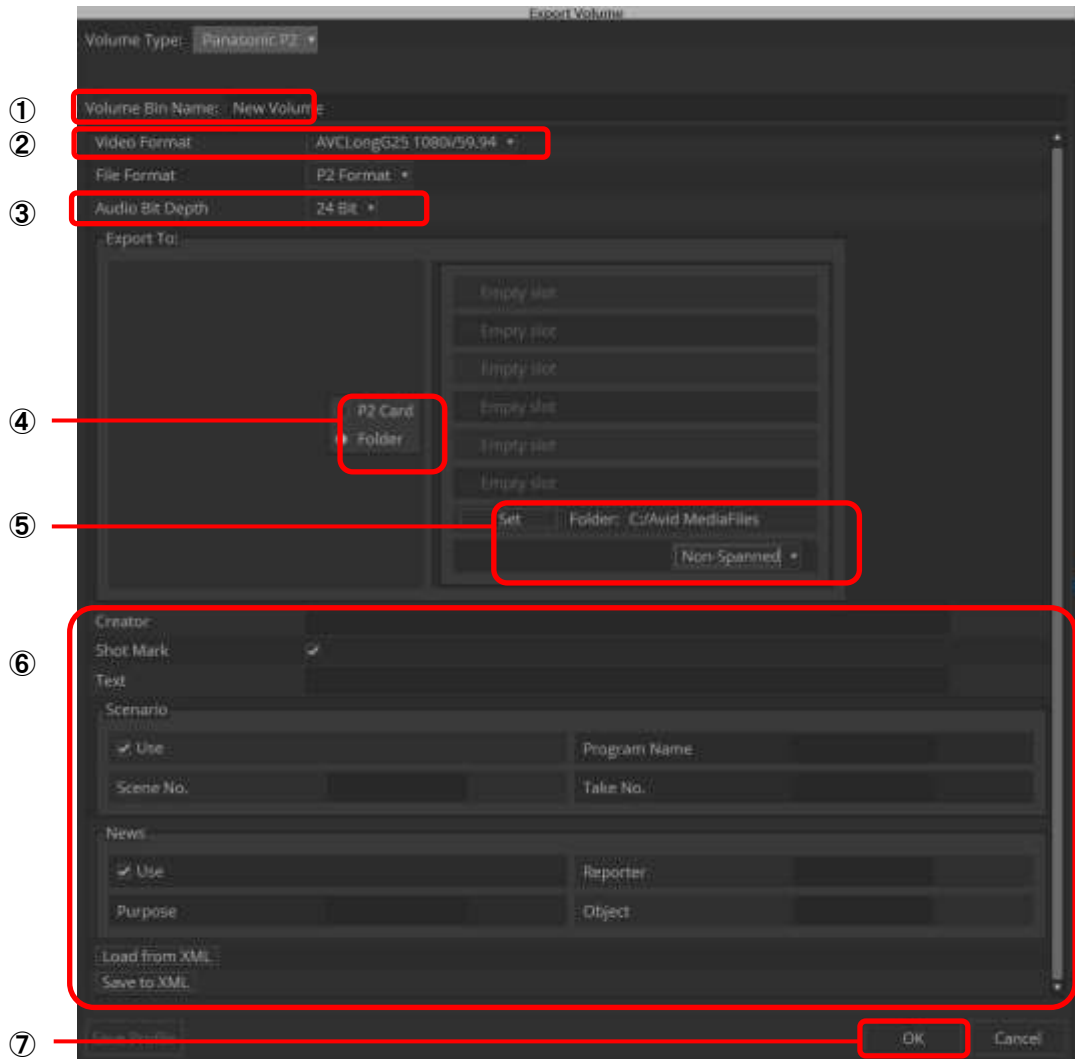 Export Volume
Volume Type: Panasonic P2
① Volume Bin Name: New Volume
② Video Format AVCLongG25 1080i/59.94
File Format P2 Format
③ Audio Bit Depth 24 Bit
Export To:
Empty slot
Empty slot
Empty slot
④ P2 Card Empty slot
Folder Empty slot
Empty slot
⑤ Set Folder: C:/Avid MediaFiles
Non-Spanned
Creator
⑥ Shot Mark
Text
Scenario
Use Program Name
Scene No. Take No.
News
Use Reporter
Purpose Object
Load from XML
Save to XML
⑦ Save Profile OK Cancel